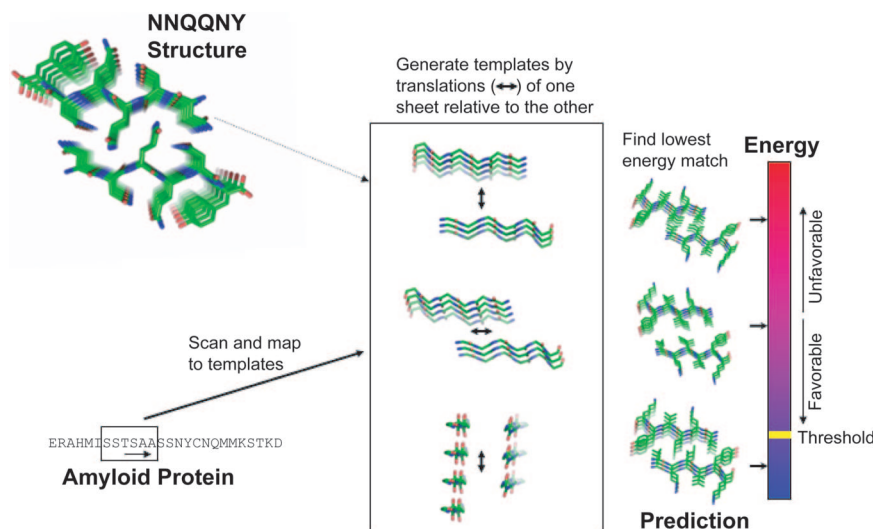 NNQQNY
Structure
Generate templates by
translations (↔) of one
sheet relative to the other
Find lowest
energy match
Energy
Unfavorable
Favorable
Threshold
Scan and map
to templates
ERAHMISSTSAASSNYCNQMMKSTKD
Amyloid Protein
Prediction